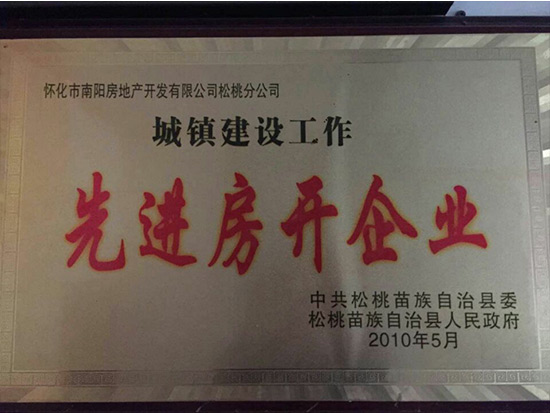 怀化市南阳房地产开发有限公司松桃分公司
城镇建设工作
先进房开企业
中共松桃苗族自治县委
松桃苗族自治县人民政府
2010年5月